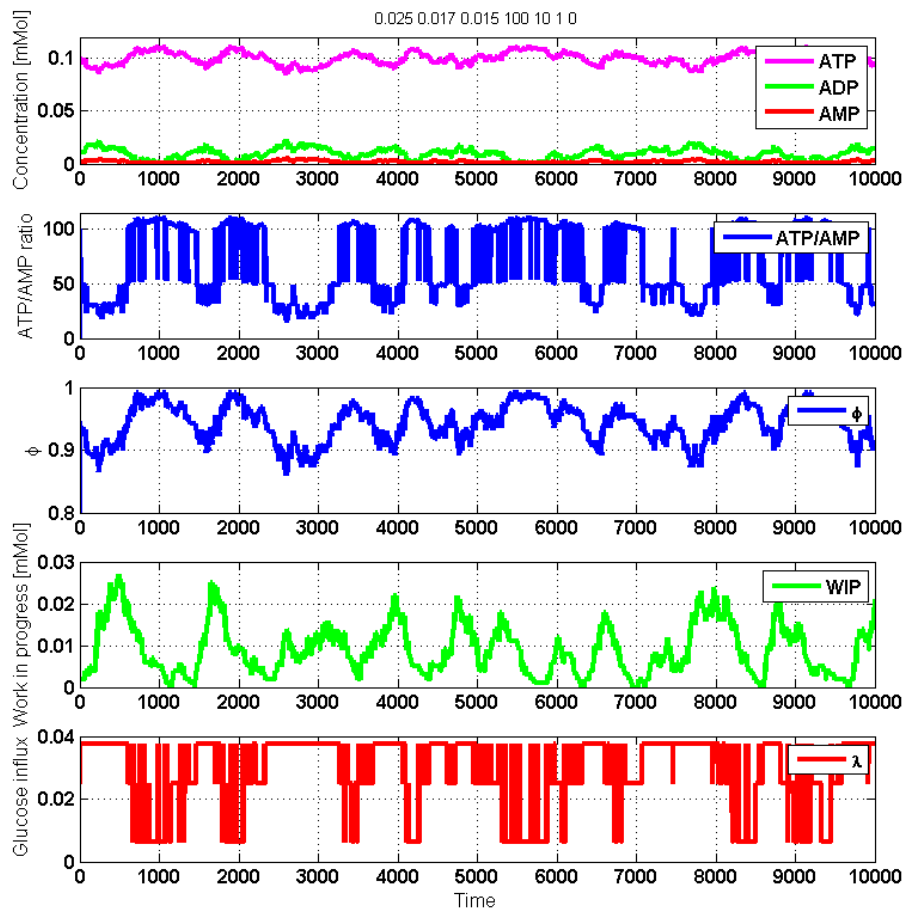 0.025 0.017 0.015 100 10 1 0
Concentration [mMol]
0.1
0.05
0
ATP
ADP
AMP
0 1000 2000 3000 4000 5000 6000 7000 8000 9000 10000
ATP/AMP ratio
100
50
0
ATP/AMP
0 1000 2000 3000 4000 5000 6000 7000 8000 9000 10000
ϕ
1
0.9
0.8
ϕ
0 1000 2000 3000 4000 5000 6000 7000 8000 9000 10000
Work in progress [mMol]
0.03
0.02
0.01
0
WIP
0 1000 2000 3000 4000 5000 6000 7000 8000 9000 10000
Glucose influx
0.04
0.02
0
λ
0 1000 2000 3000 4000 5000 6000 7000 8000 9000 10000
Time